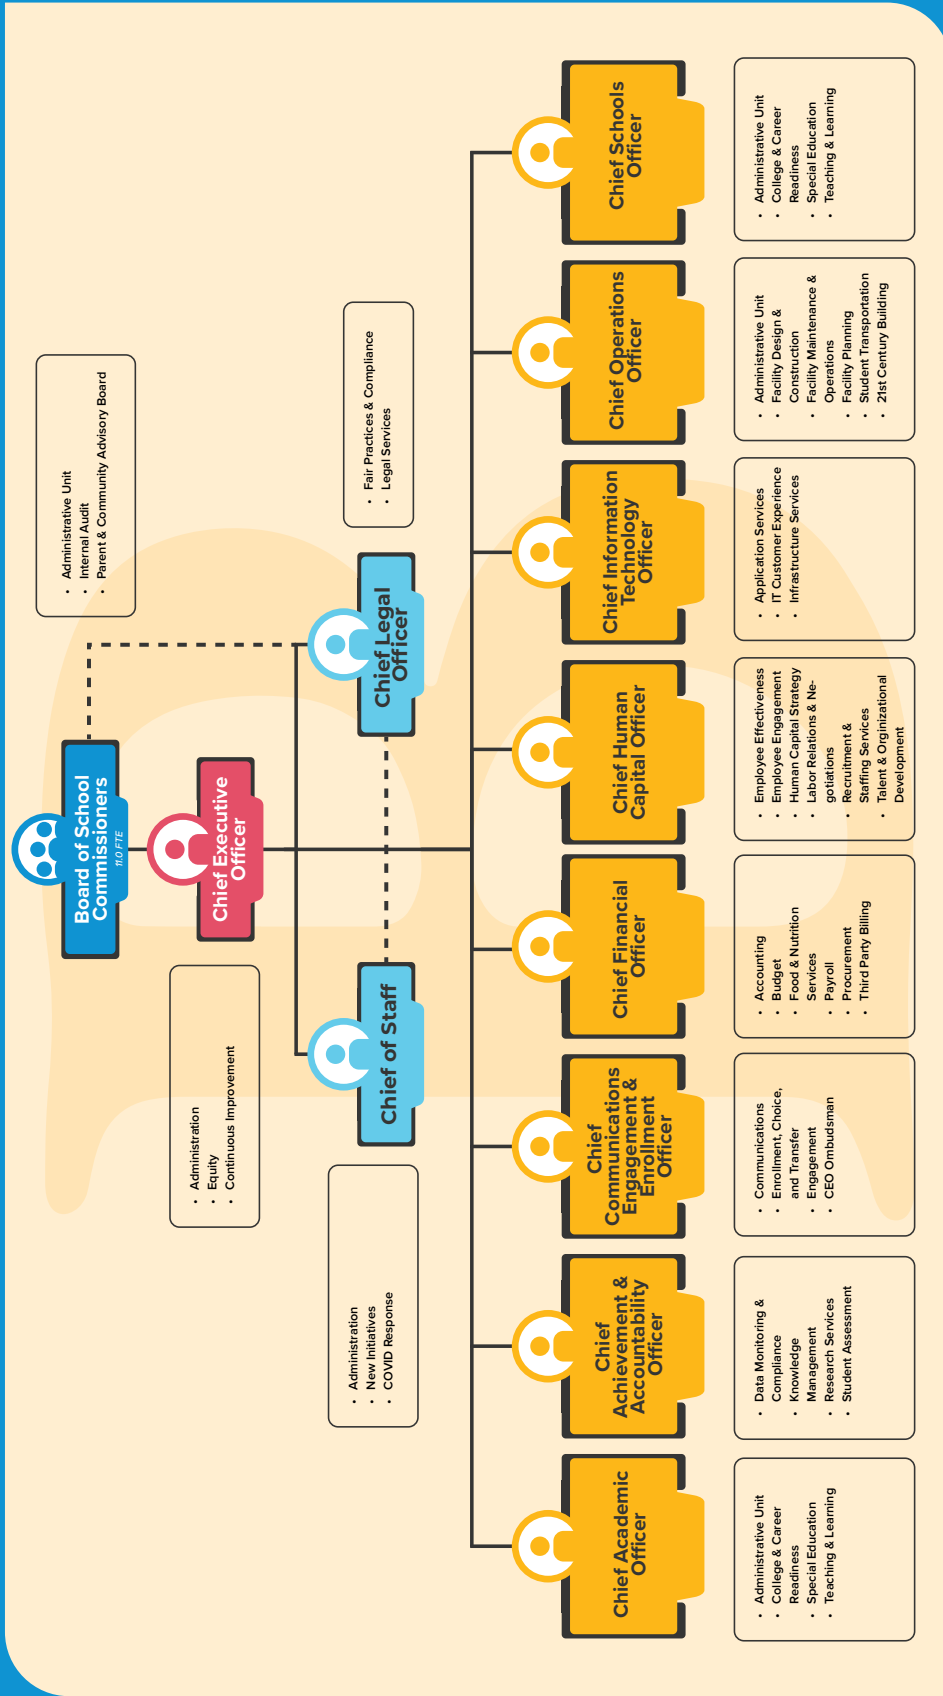 Board of School
Commissioners
11.0 FTE
• Administrative Unit
• Internal Audit
• Parent & Community Advisory Board
Chief Executive
Officer
• Administration
• Equity
• Continuous Improvement
Chief of Staff
• Administration
• New Initiatives
• COVID Response
Chief Legal
Officer
• Fair Practices & Compliance
• Legal Services
Chief Academic
Officer
• Administrative Unit
• College & Career
Readiness
• Special Education
• Teaching & Learning
Chief
Achievement &
Accountability
Officer
• Data Monitoring &
Compliance
• Knowledge
Management
• Research Services
• Student Assessment
Chief
Communications
Engagement &
Enrollment
Officer
• Communications
• Enrollment, Choice,
and Transfer
• Engagement
• CEO Ombudsman
Chief Financial
Officer
• Accounting
• Budget
• Food & Nutrition
Services
• Payroll
• Procurement
• Third Party Billing
Chief Human
Capital Officer
• Employee Effectiveness
• Employee Engagement
• Human Capital Strategy
• Labor Relations & Ne-
gotiations
• Recruitment &
Staffing Services
• Talent & Orginizational
Development
Chief Information
Technology
Officer
• Application Services
• IT Customer Experience
• Infrastructure Services
Chief Operations
Officer
• Administrative Unit
• Facility Design &
Construction
• Facility Maintenance &
Operations
• Facility Planning
• Student Transportation
• 21st Century Building
Chief Schools
Officer
• Administrative Unit
• College & Career
Readiness
• Special Education
• Teaching & Learning